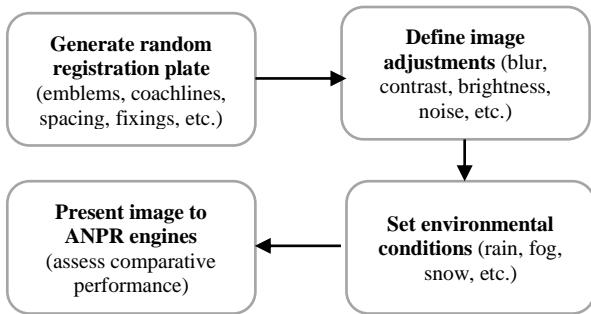 Generate random
registration plate
(emblems, coachlines,
spacing, fixings, etc.)
Define image
adjustments (blur,
contrast, brightness,
noise, etc.)
Set environmental
conditions (rain, fog,
snow, etc.)
Present image to
ANPR engines
(assess comparative
performance)